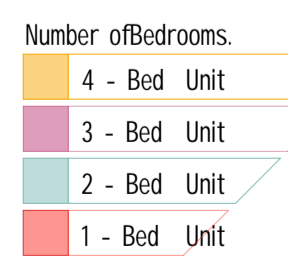 Number ofBedrooms.
4 - Bed Unit
3 - Bed Unit
2 - Bed Unit
1 - Bed Unit